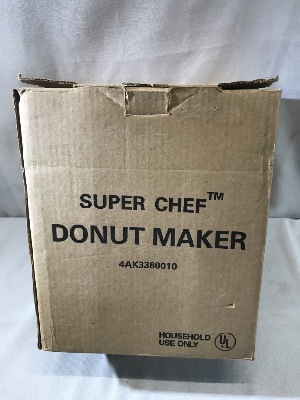 SUPER CHEF™
DONUT MAKER
4AK3380010
HOUSEHOLD
USE ONLY
UL